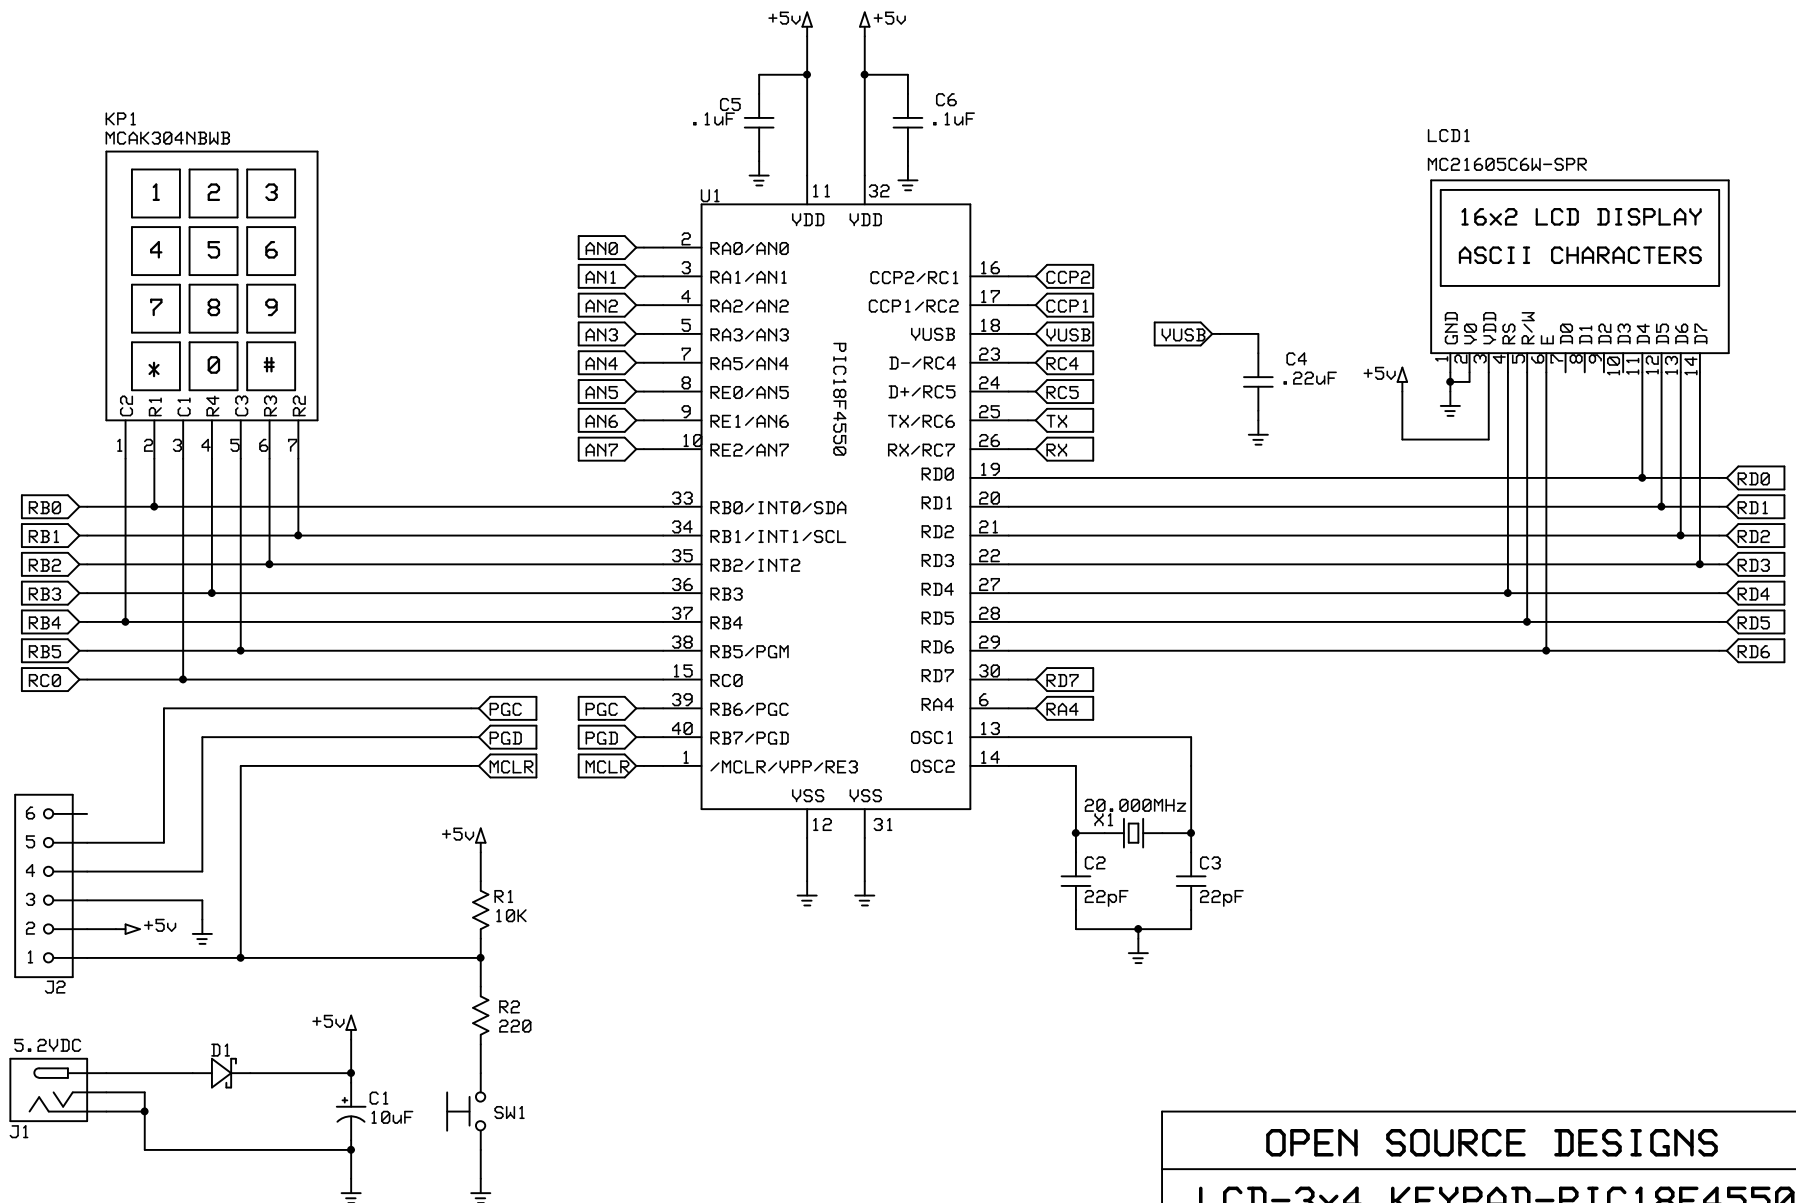 +5v +5v
C5
.1uF
C6
.1uF
KP1
MCAK304NBWB
1 2 3
4 5 6
7 8 9
* 0 #
C2 R1 C1 R4 C3 R3 R2
1 2 3 4 5 6 7
RB0
RB1
RB2
RB3
RB4
RB5
RC0
U1
11 32
VDD VDD
PIC18F4550
AN0 2 RA0/AN0
AN1 3 RA1/AN1
AN2 4 RA2/AN2
AN3 5 RA3/AN3
AN4 7 RA5/AN4
AN5 8 RE0/AN5
AN6 9 RE1/AN6
AN7 10 RE2/AN7
33 RB0/INT0/SDA
34 RB1/INT1/SCL
35 RB2/INT2
36 RB3
37 RB4
38 RB5/PGM
15 RC0
PGC 39 RB6/PGC
PGD 40 RB7/PGD
MCLR 1 /MCLR/VPP/RE3
CCP2/RC1 16 CCP2
CCP1/RC2 17 CCP1
VUSB 18 VUSB
D-/RC4 23 RC4
D+/RC5 24 RC5
TX/RC6 25 TX
RX/RC7 26 RX
RD0 19
RD1 20
RD2 21
RD3 22
RD4 27
RD5 28
RD6 29
RD7 30 RD7
RA4 6 RA4
OSC1 13
OSC2 14
VSS VSS
12 31
20.000MHz
X1
C2
22pF
C3
22pF
VUSB
C4
.22uF
LCD1
MC21605C6W-SPR
16x2 LCD DISPLAY
ASCII CHARACTERS
GND V0 VDD RS R/W E D0 D1 D2 D3 D4 D5 D6 D7
1 2 3 4 5 6 7 8 9 10 11 12 13 14
+5v
RD0
RD1
RD2
RD3
RD4
RD5
RD6
PGC
PGD
MCLR
6
5
4
3
2 +5v
1
J2
+5v
R1
10K
R2
220
SW1
5.2VDC
J1
D1
+5v
+
C1
10uF
OPEN SOURCE DESIGNS
LCD-3x4 KEYPAD-PIC18F4550